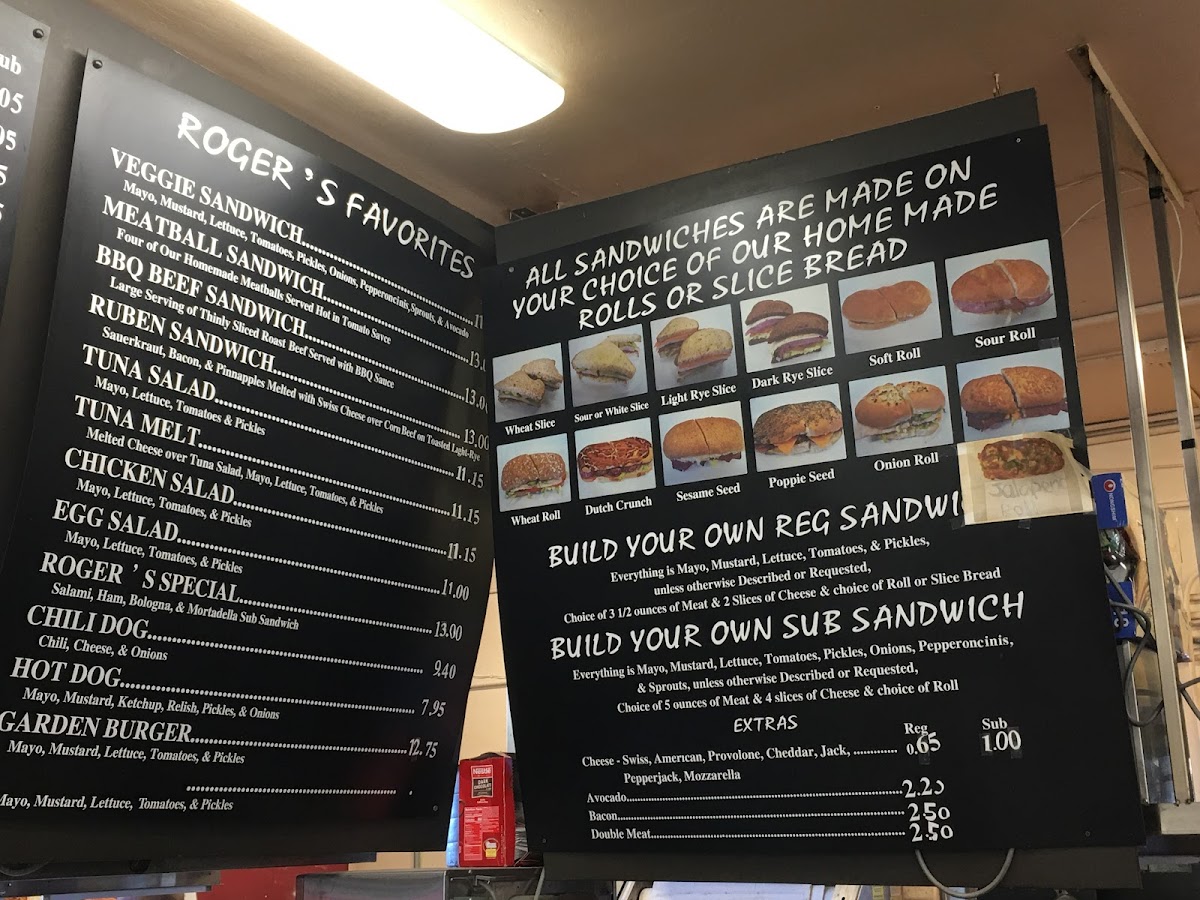 ub
05
ROGER 'S FAVORITES
VEGGIE SANDWICH
Mayo, Mustard, Lettuce, Tomatoes, Pickles, Onions, Pepperoncinis, Sprouts, & Avocado
MEATBALL SANDWICH
Four of Our Homemade Meatballs Served Hot in Tomato Savce
BBQ BEEF SANDWICH
Large Serving of Thinly Sliced Roast Beef Served with BBQ Sauce
RUBEN SANDWICH 13.00
Sauerkraut, Bacon, & Pinnapples Melted with Swiss Cheese over Corn Beef on Toasted Light-Rye
TUNA SALAD 11.15
Mayo, Lettuce, Tomatoes & Pickles
TUNA MELT 11.15
Melted Cheese over Tuna Salad, Mayo, Lettuce, Tomatoes, & Pickles
CHICKEN SALAD 11.15
Mayo, Lettuce, Tomatoes, & Pickles
EGG SALAD 11.00
Mayo, Lettuce, Tomatoes, & Pickles
ROGER 'S SPECIAL 13.00
Salami, Ham, Bologna, & Mortadella Sub Sandwich
CHILI DOG 9.40
Chili, Cheese, & Onions
HOT DOG 7.95
Mayo, Mustard, Ketchup, Relish, Pickles, & Onions
GARDEN BURGER 12.75
Mayo, Mustard, Lettuce, Tomatoes, & Pickles
Mayo, Mustard, Lettuce, Tomatoes, & Pickles
ALL SANDWICHES ARE MADE ON
YOUR CHOICE OF OUR HOME MADE
ROLLS OR SLICE BREAD
Wheat Slice Sour or White Slice Light Rye Slice Dark Rye Slice Soft Roll Sour Roll
Wheat Roll Dutch Crunch Sesame Seed Poppie Seed Onion Roll
BUILD YOUR OWN REG SANDWI
Everything is Mayo, Mustard, Lettuce, Tomatoes, & Pickles,
unless otherwise Described or Requested,
Choice of 3 1/2 ounces of Meat & 2 Slices of Cheese & choice of Roll or Slice Bread
BUILD YOUR OWN SUB SANDWICH
Everything is Mayo, Mustard, Lettuce, Tomatoes, Pickles, Onions, Pepperoncinis,
& Sprouts, unless otherwise Described or Requested,
Choice of 5 ounces of Meat & 4 slices of Cheese & choice of Roll
EXTRAS Reg Sub
Cheese - Swiss, American, Provolone, Cheddar, Jack, 0.65 1.00
Pepperjack, Mozzarella
Avocado
Bacon 2.50
Double Meat 2.50